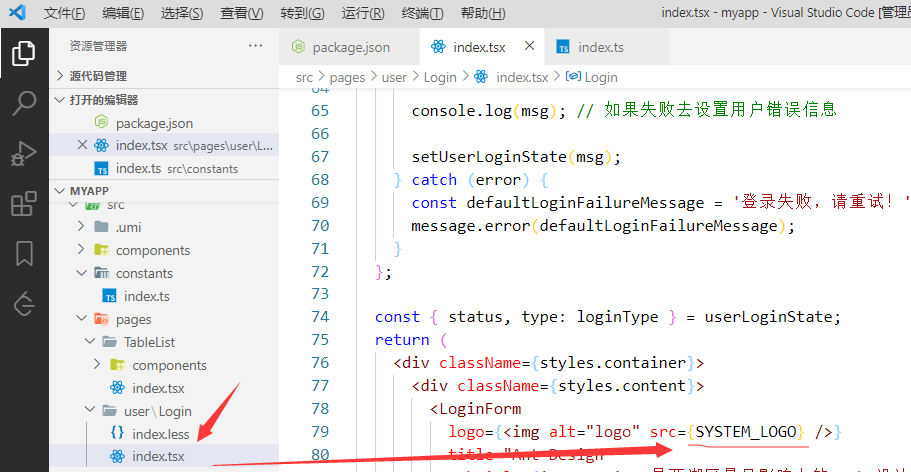 文件(F) 编辑(E) 选择(S) 查看(V) 转到(G) 运行(R) 终端(T) 帮助(H) index.tsx - myapp - Visual Studio Code [管理员
资源管理器 ···
源代码管理
打开的编辑器
package.json
index.tsx src\pages\user\L...
index.ts src\constants
MYAPP
src
.umi
components
constants
index.ts
pages
TableList
components
index.tsx
user\Login
index.less
index.tsx
package.json index.tsx index.ts
src > pages > user > Login > index.tsx > Login
64
65 console.log(msg); // 如果失败去设置用户错误信息
66
67 setUserLoginState(msg);
68 } catch (error) {
69 const defaultLoginFailureMessage = '登录失败，请重试！'
70 message.error(defaultLoginFailureMessage);
71 }
72 };
73
74 const { status, type: loginType } = userLoginState;
75 return (
76 <div className={styles.container}>
77 <div className={styles.content}>
78 <LoginForm
79 logo={<img alt="logo" src={SYSTEM_LOGO} />}
80 title="Ant Design"